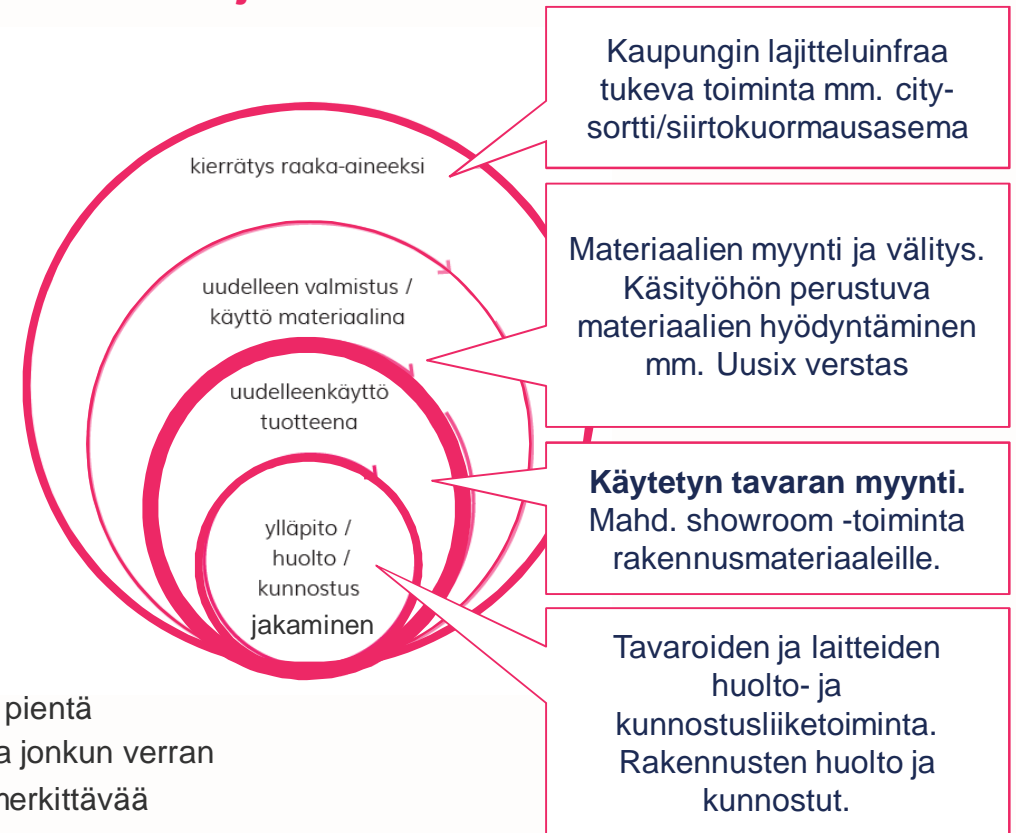 Kaupungin lajitteluinfraa
tukeva toiminta mm. city-
sortti/siirtokuormausasema
kierrätys raaka-aineeksi
Materiaalien myynti ja välitys.
Käsityöhön perustuva
materiaalien hyödyntäminen
mm. Uusix verstas
uudelleen valmistus /
käyttö materiaalina
uudelleenkäyttö
tuotteena
Käytetyn tavaran myynti.
Mahd. showroom -toiminta
rakennusmateriaaleille.
ylläpito /
huolto /
kunnostus
jakaminen
Tavaroiden ja laitteiden
huolto- ja
kunnostusliiketoiminta.
Rakennusten huolto ja
kunnostut.
pientä
a jonkun verran
merkittävää